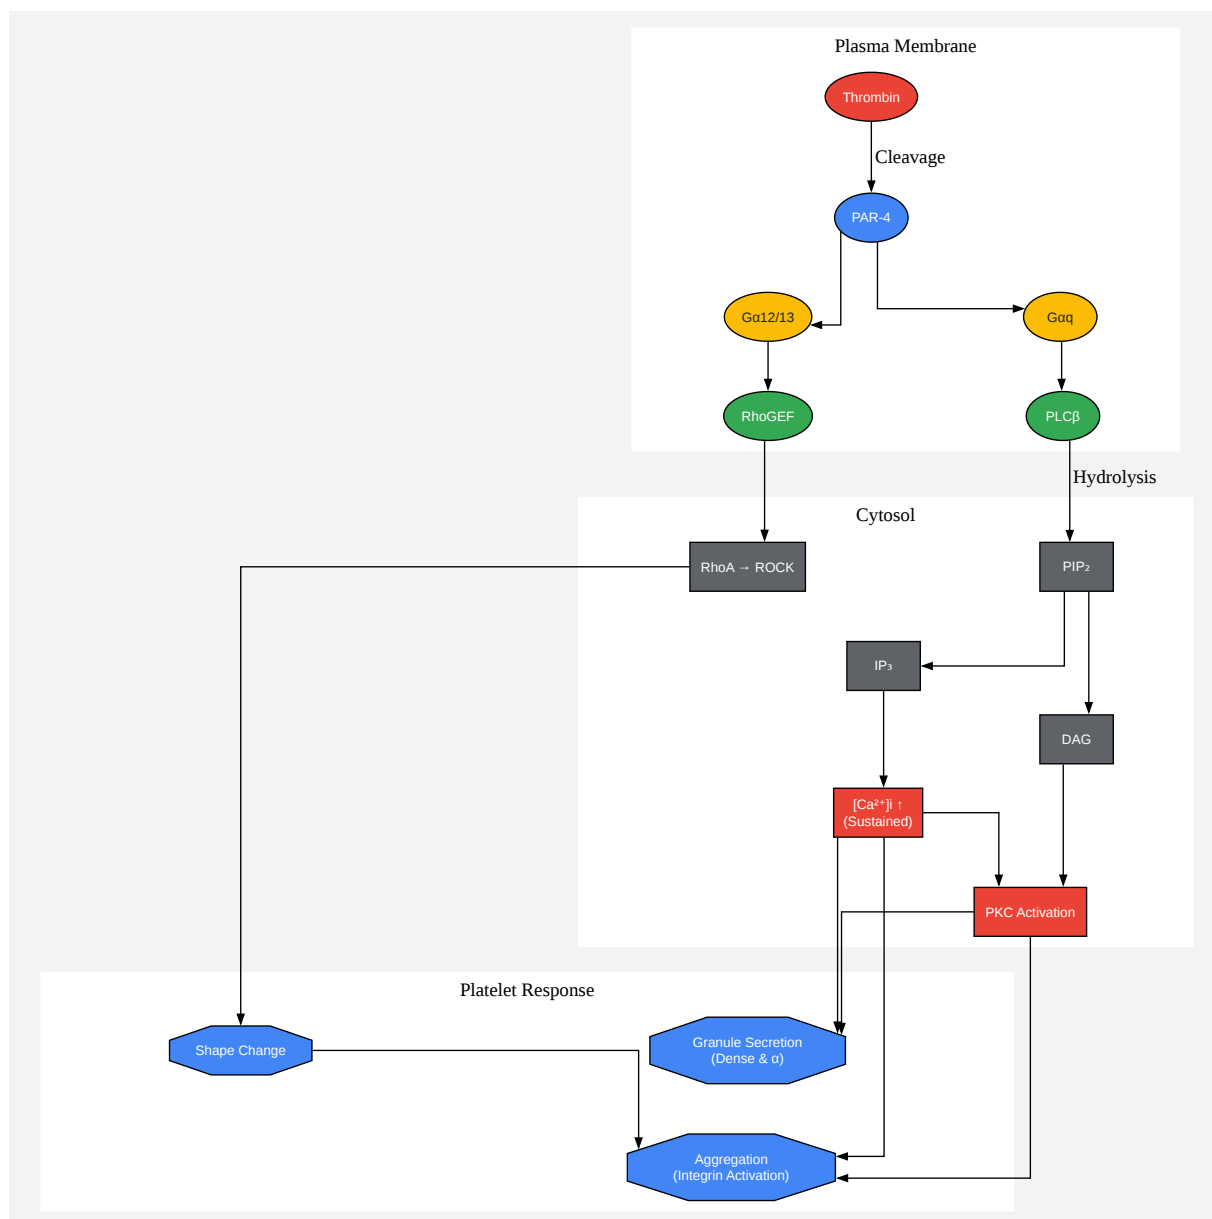 Plasma Membrane
Thrombin
Cleavage
PAR-4
Gα12/13
Gαq
RhoGEF
PLCβ
Hydrolysis
Cytosol
RhoA → ROCK
PIP₂
IP₃
DAG
[Ca²⁺]i ↑
(Sustained)
PKC Activation
Platelet Response
Shape Change
Granule Secretion
(Dense & α)
Aggregation
(Integrin Activation)